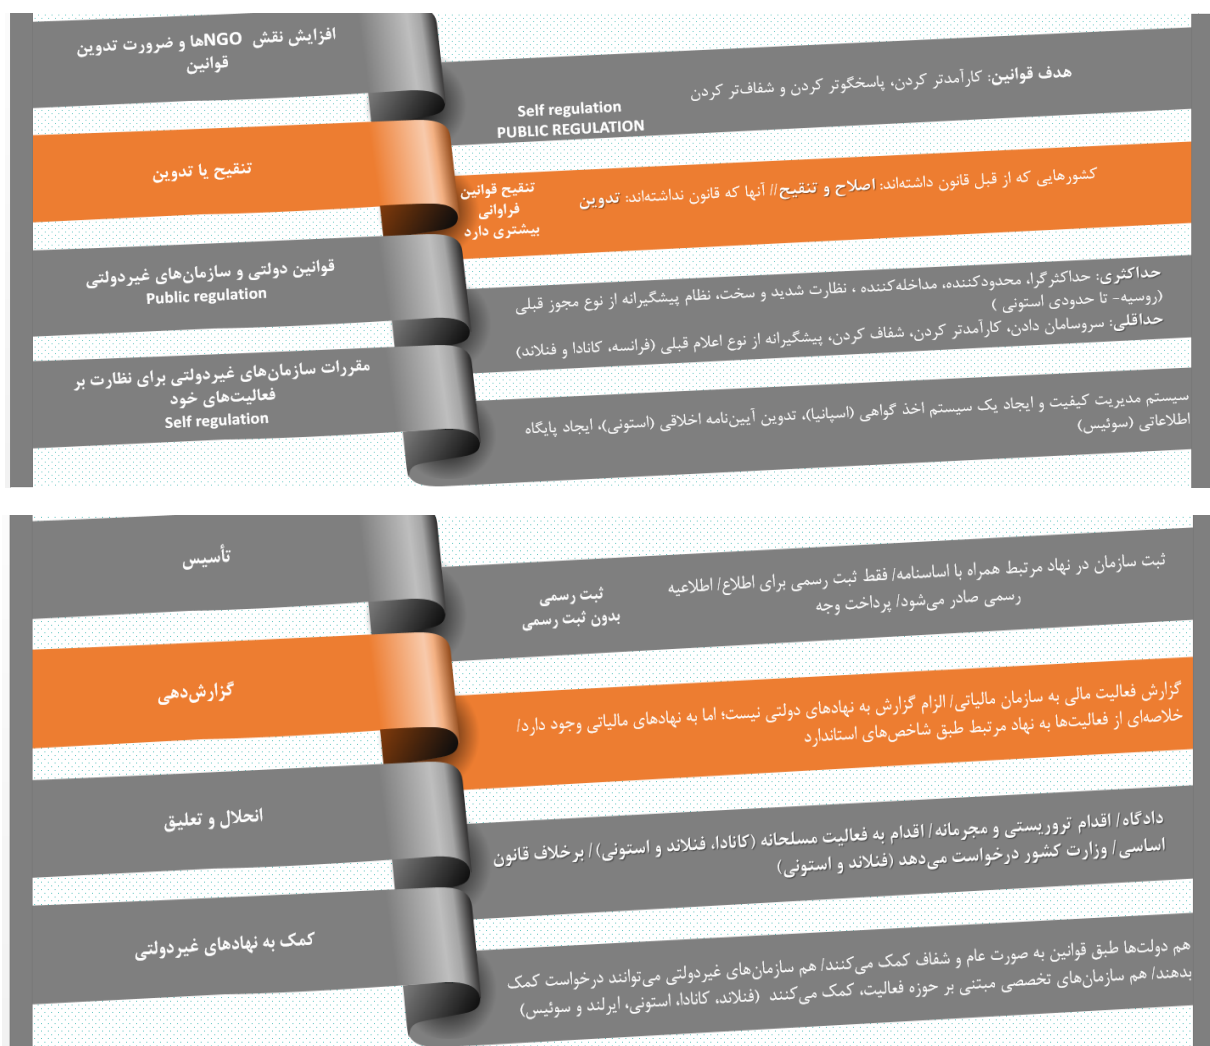 افزایش نقش NGOها و ضرورت تدوین
قوانین
هدف قوانین: کارآمدتر کردن، پاسخگوتر کردن و شفاف‌تر کردن
Self regulation
PUBLIC REGULATION
تنقیح یا تدوین
کشورهایی که از قبل قانون داشته‌اند: اصلاح و تنقیح// آنها که قانون نداشته‌اند: تدوین
تنقیح قوانین
فراوانی
بیشتری دارد
قوانین دولتی و سازمان‌های غیردولتی
Public regulation
حداکثری: حداکثرگرا، محدودکننده، مداخله‌کننده ، نظارت شدید و سخت، نظام پیشگیرانه از نوع مجوز قبلی
(روسیه- تا حدودی استونی )
حداقلی: سروسامان دادن، کارآمدتر کردن، شفاف کردن، پیشگیرانه از نوع اعلام قبلی (فرانسه، کانادا و فنلاند)
مقررات سازمان‌های غیردولتی برای نظارت بر
فعالیت‌های خود
Self regulation
سیستم مدیریت کیفیت و ایجاد یک سیستم اخذ گواهی (اسپانیا)، تدوین آیین‌نامه اخلاقی (استونی)، ایجاد پایگاه
اطلاعاتی (سوئیس)
تأسیس
ثبت سازمان در نهاد مرتبط همراه با اساسنامه/ فقط ثبت رسمی برای اطلاع/ اطلاعیه
رسمی صادر می‌شود/ پرداخت وجه
ثبت رسمی
بدون ثبت رسمی
گزارش‌دهی
گزارش فعالیت مالی به سازمان مالیاتی/ الزام گزارش به نهادهای دولتی نیست؛ اما به نهادهای مالیاتی وجود دارد/
خلاصه‌ای از فعالیت‌ها به نهاد مرتبط طبق شاخص‌های استاندارد
انحلال و تعلیق
دادگاه/ اقدام تروریستی و مجرمانه/ اقدام به فعالیت مسلحانه (کانادا، فنلاند و استونی)/ برخلاف قانون
اساسی/ وزارت کشور درخواست می‌دهد (فنلاند و استونی)
کمک به نهادهای غیردولتی
هم دولت‌ها طبق قوانین به صورت عام و شفاف کمک می‌کنند/ هم سازمان‌های غیردولتی می‌توانند درخواست کمک
بدهند/ هم سازمان‌های تخصصی مبتنی بر حوزه فعالیت، کمک می‌کنند (فنلاند، کانادا، استونی، ایرلند و سوئیس)